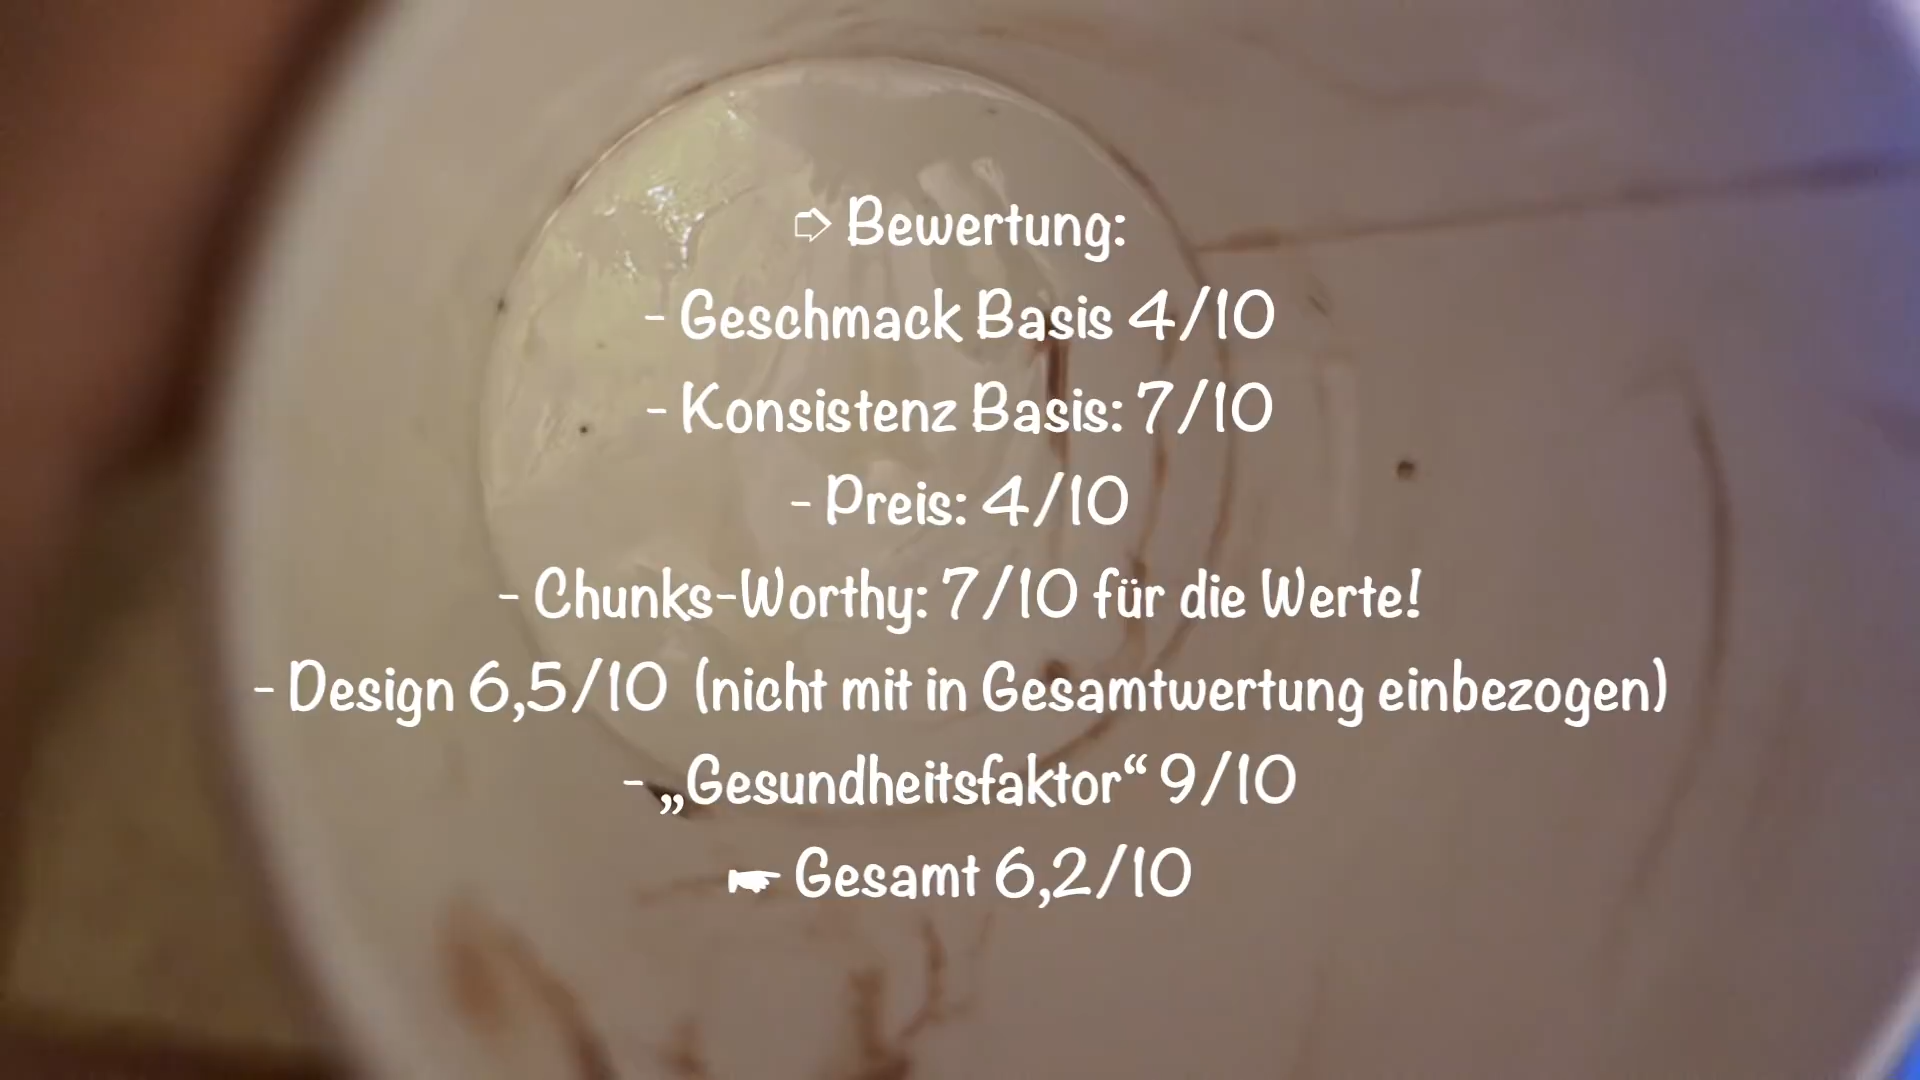 ➩ Bewertung:
- Geschmack Basis 4/10
- Konsistenz Basis: 7/10
- Preis: 4/10
- Chunks-Worthy: 7/10 für die Werte!
- Design 6,5/10 (nicht mit in Gesamtwertung einbezogen)
- „Gesundheitsfaktor“ 9/10
☛ Gesamt 6,2/10